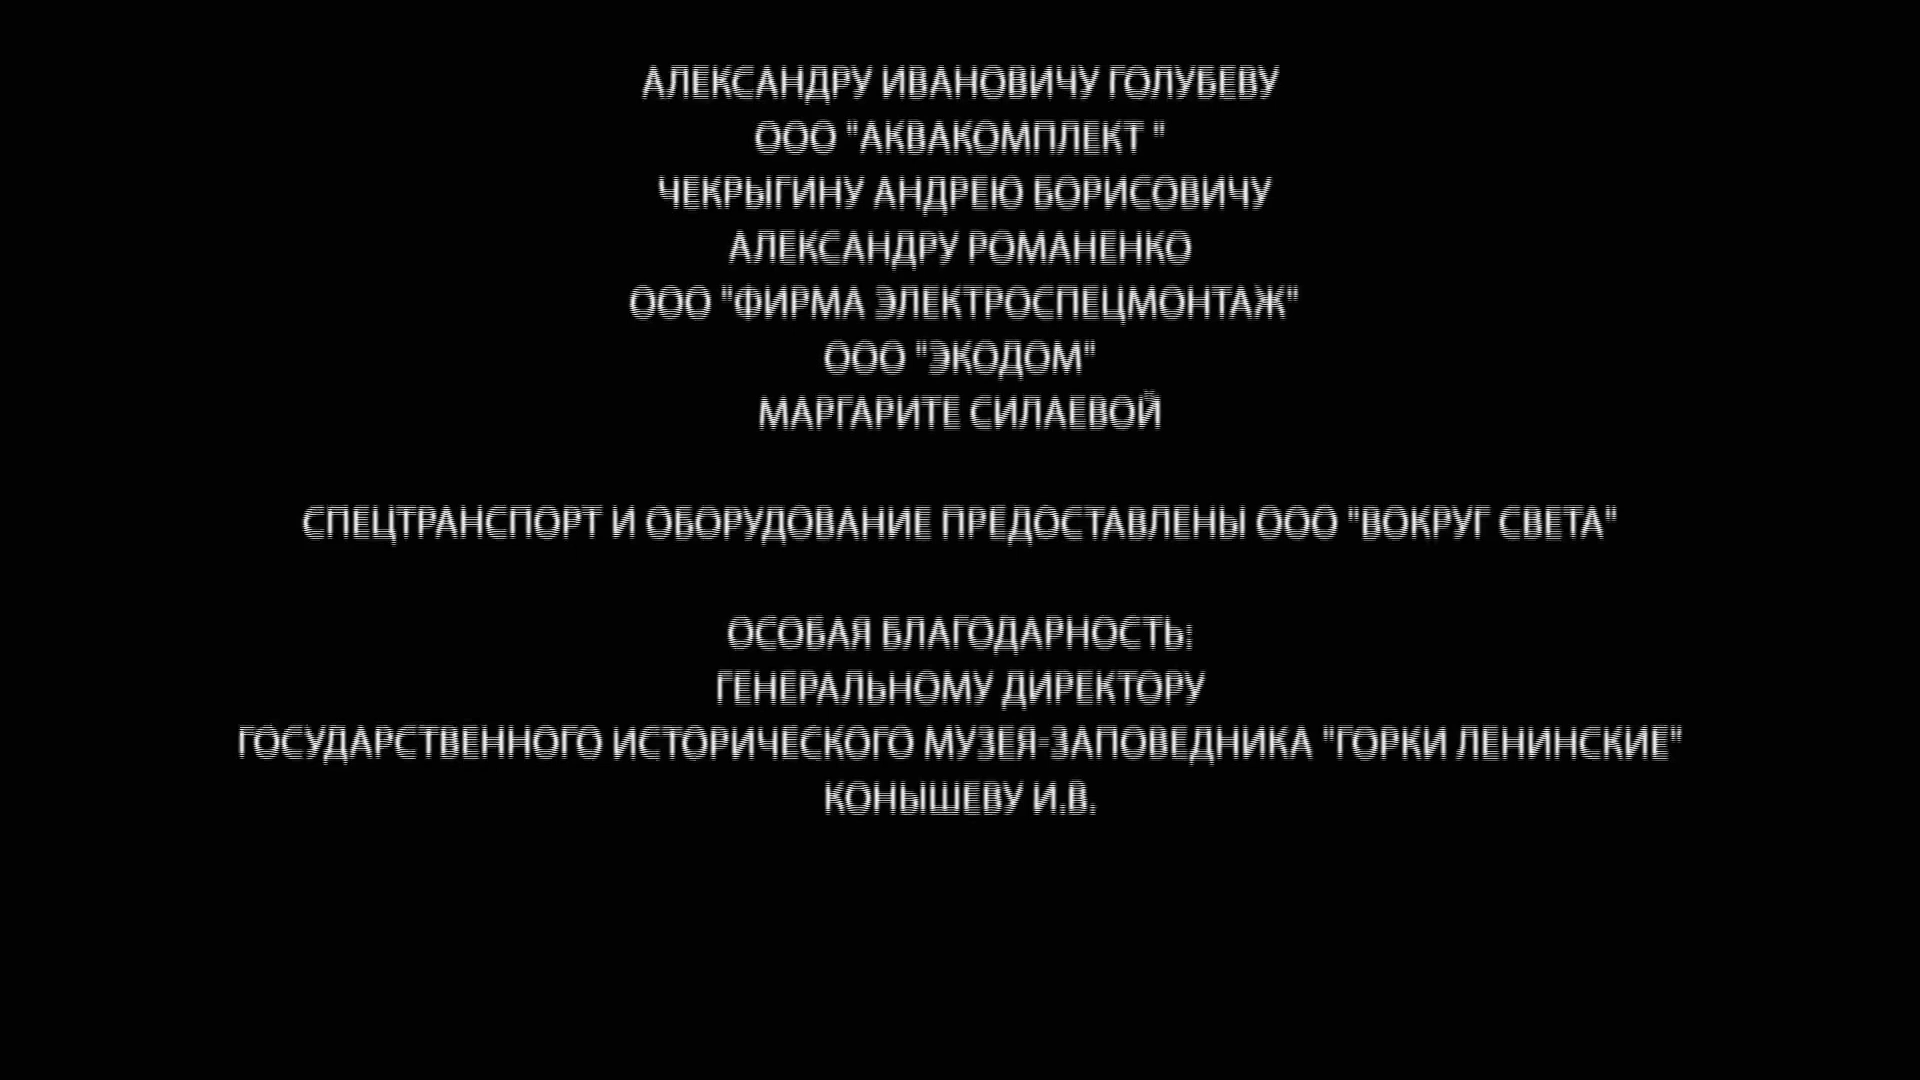 АЛЕКСАНДРУ ИВАНОВИЧУ ГОЛУБЕВУ
ООО "АКВАКОМПЛЕКТ "
ЧЕКРЫГИНУ АНДРЕЮ БОРИСОВИЧУ
АЛЕКСАНДРУ РОМАНЕНКО
ООО "ФИРМА ЭЛЕКТРОСПЕЦМОНТАЖ"
ООО "ЭКОДОМ"
МАРГАРИТЕ СИЛАЕВОЙ
СПЕЦТРАНСПОРТ И ОБОРУДОВАНИЕ ПРЕДОСТАВЛЕНЫ ООО "ВОКРУГ СВЕТА"
ОСОБАЯ БЛАГОДАРНОСТЬ:
ГЕНЕРАЛЬНОМУ ДИРЕКТОРУ
ГОСУДАРСТВЕННОГО ИСТОРИЧЕСКОГО МУЗЕЯ-ЗАПОВЕДНИКА "ГОРКИ ЛЕНИНСКИЕ"
КОНЫШЕВУ И.В.